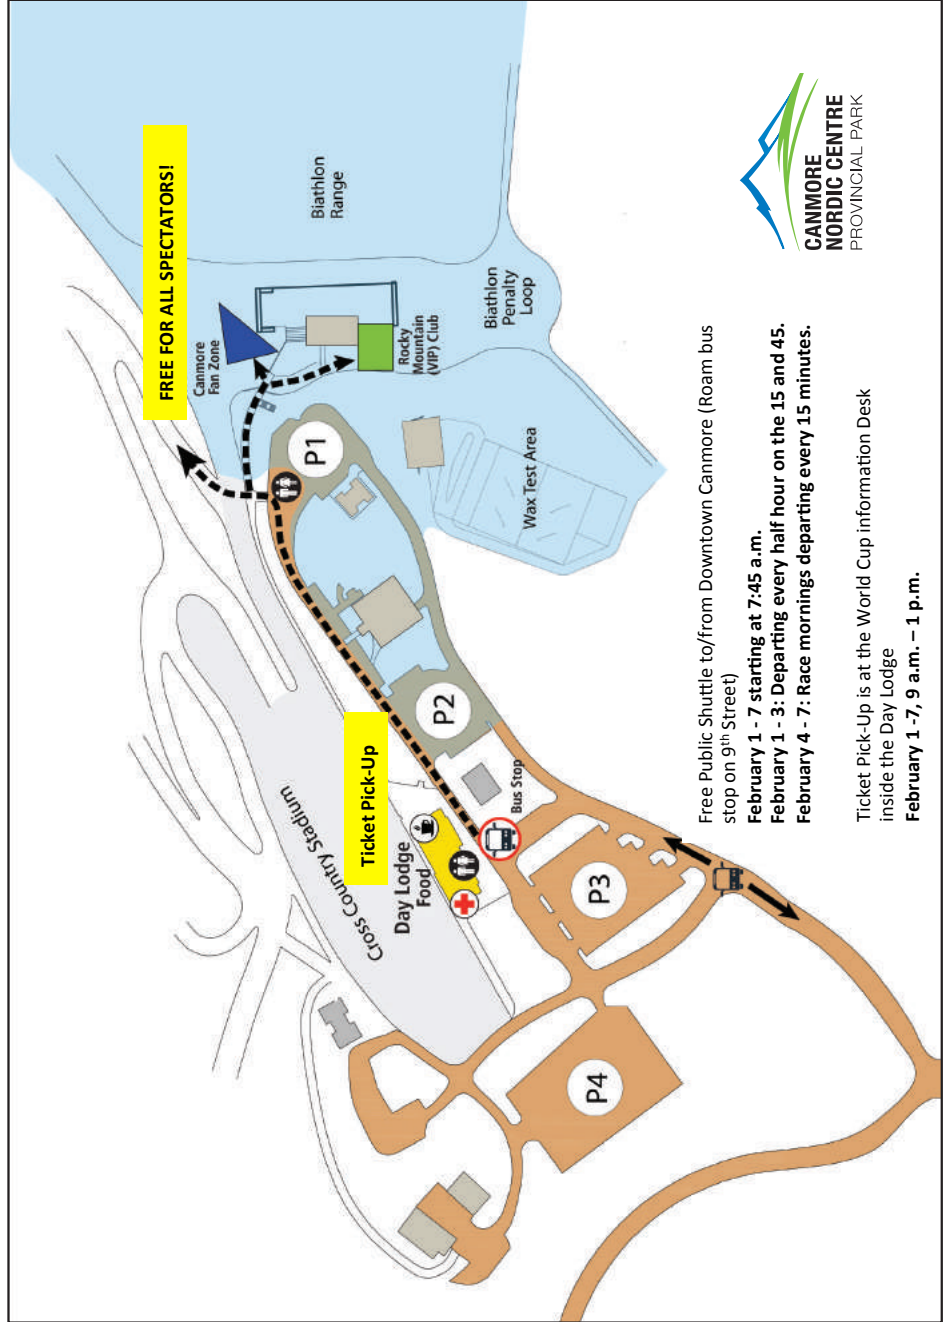 FREE FOR ALL SPECTATORS!
Canmore
Fan Zone
Biathlon
Range
Rocky
Mountain
(VIP) Club
Biathlon
Penalty
Loop
P1
Wax Test Area
P2
Ticket Pick-Up
Cross Country Stadium
Day Lodge
Food
Bus Stop
P3
P4
Free Public Shuttle to/from Downtown Canmore (Roam bus
stop on 9th Street)
February 1 - 7 starting at 7:45 a.m.
February 1 - 3: Departing every half hour on the 15 and 45.
February 4 - 7: Race mornings departing every 15 minutes.
Ticket Pick-Up is at the World Cup information Desk
inside the Day Lodge
February 1 -7, 9 a.m. – 1 p.m.
CANMORE
NORDIC CENTRE
PROVINCIAL PARK